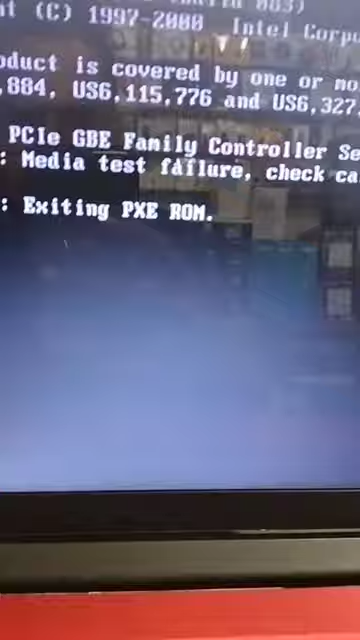 t (C) 1997-2000 Intel Corpo
oduct is covered by one or mo
,884, US6,115,776 and US6,327,
PCIe GBE Family Controller Se
: Media test failure, check ca
: Exiting PXE ROM.